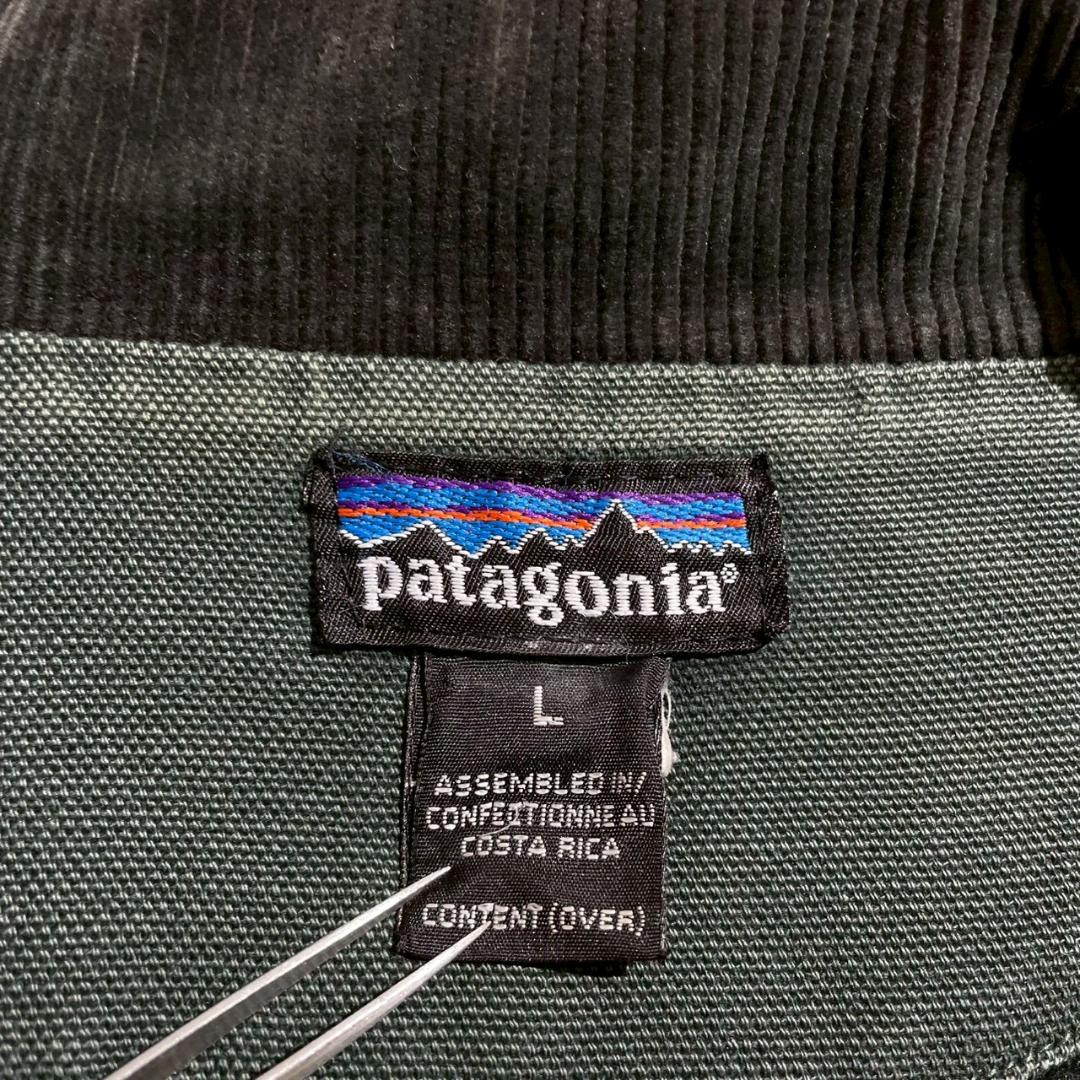 patagonia®
L
ASSEMBLED IN/
CONFECTIONNE AU
COSTA RICA
CONTENT (OVER)